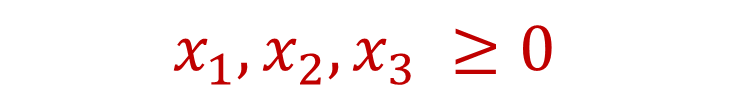 x₁, x₂, x₃ ≥ 0